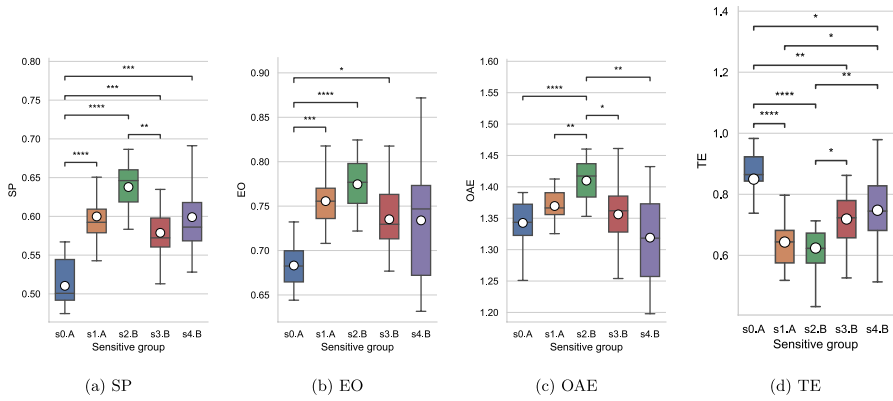 0.80
0.75
0.70
0.65
0.60
0.55
0.50
SP
***
***
****
**
****
s0.A s1.A s2.B s3.B s4.B
Sensitive group
(a) SP
0.90
0.85
0.80
0.75
0.70
0.65
EO
*
****
***
s0.A s1.A s2.B s3.B s4.B
Sensitive group
(b) EO
1.60
1.55
1.50
1.45
1.40
1.35
1.30
1.25
1.20
OAE
**
****
*
**
s0.A s1.A s2.B s3.B s4.B
Sensitive group
(c) OAE
1.4
1.2
1.0
0.8
0.6
TE
*
*
**
**
****
****
*
s0.A s1.A s2.B s3.B s4.B
Sensitive group
(d) TE